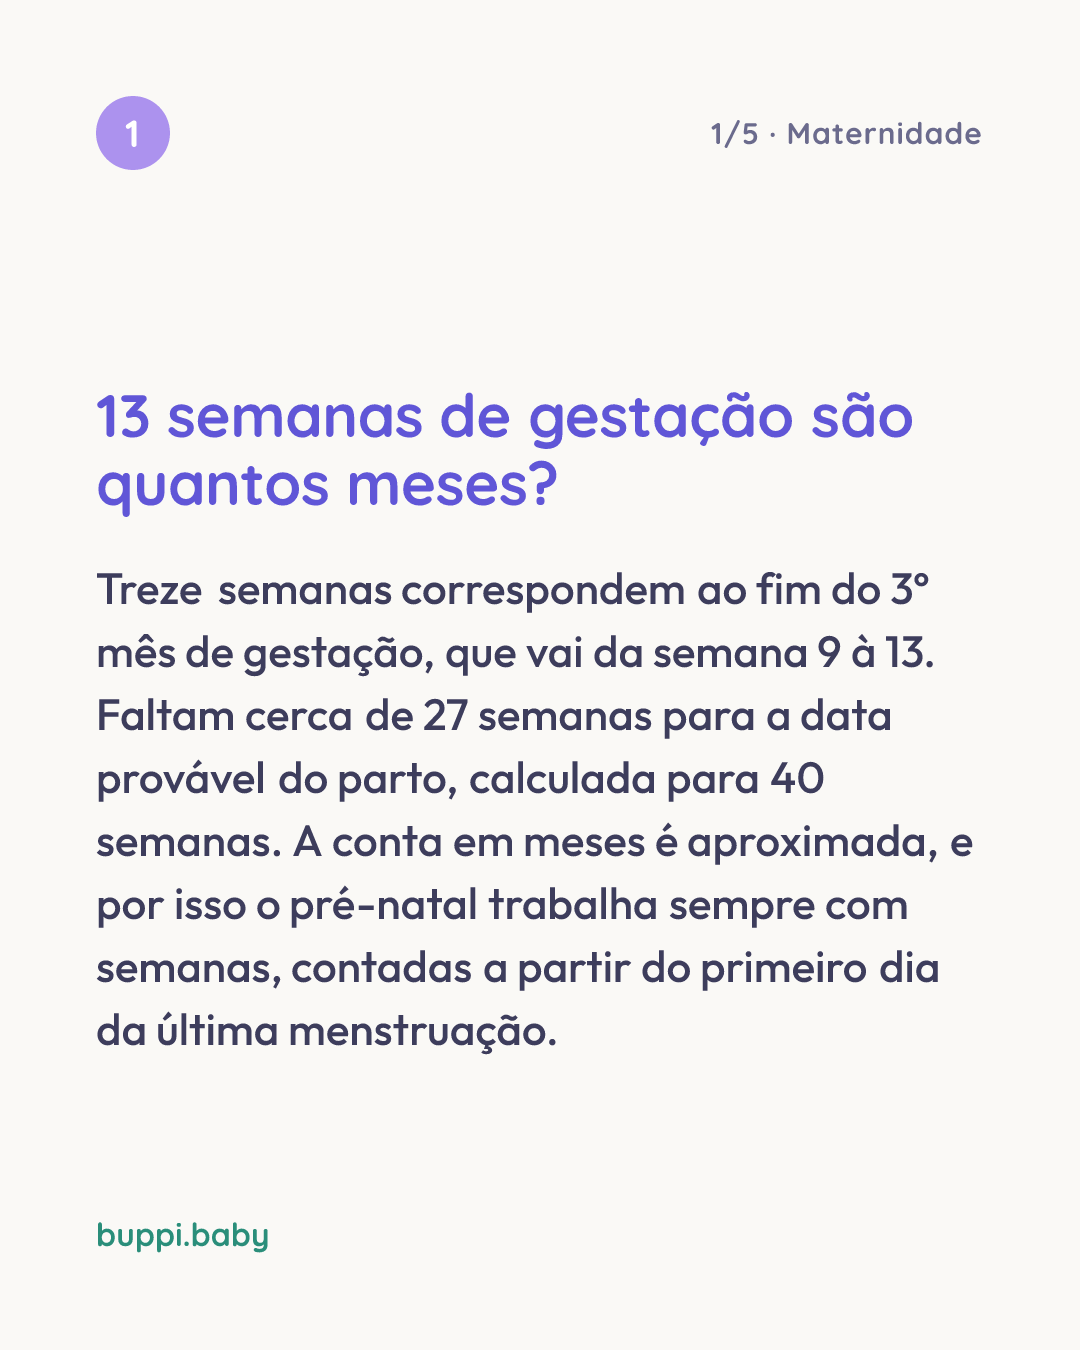 1
1/5 · Maternidade
13 semanas de gestação são
quantos meses?
Treze semanas correspondem ao fim do 3º
mês de gestação, que vai da semana 9 à 13.
Faltam cerca de 27 semanas para a data
provável do parto, calculada para 40
semanas. A conta em meses é aproximada, e
por isso o pré-natal trabalha sempre com
semanas, contadas a partir do primeiro dia
da última menstruação.
buppi.baby